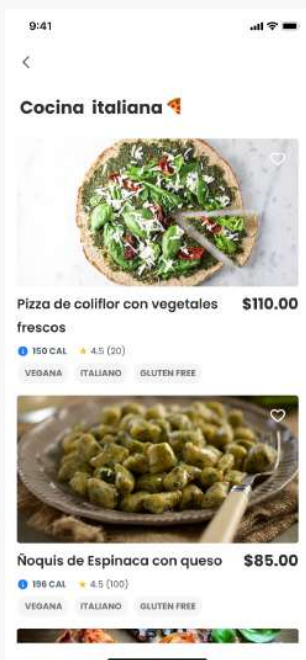 9:41
Cocina italiana
Pizza de coliflor con vegetales $110.00
frescos
150 CAL 4.5 (20)
VEGANA ITALIANO GLUTEN FREE
Ñoquis de Espinaca con queso $85.00
196 CAL 4.5 (100)
VEGANA ITALIANO GLUTEN FREE